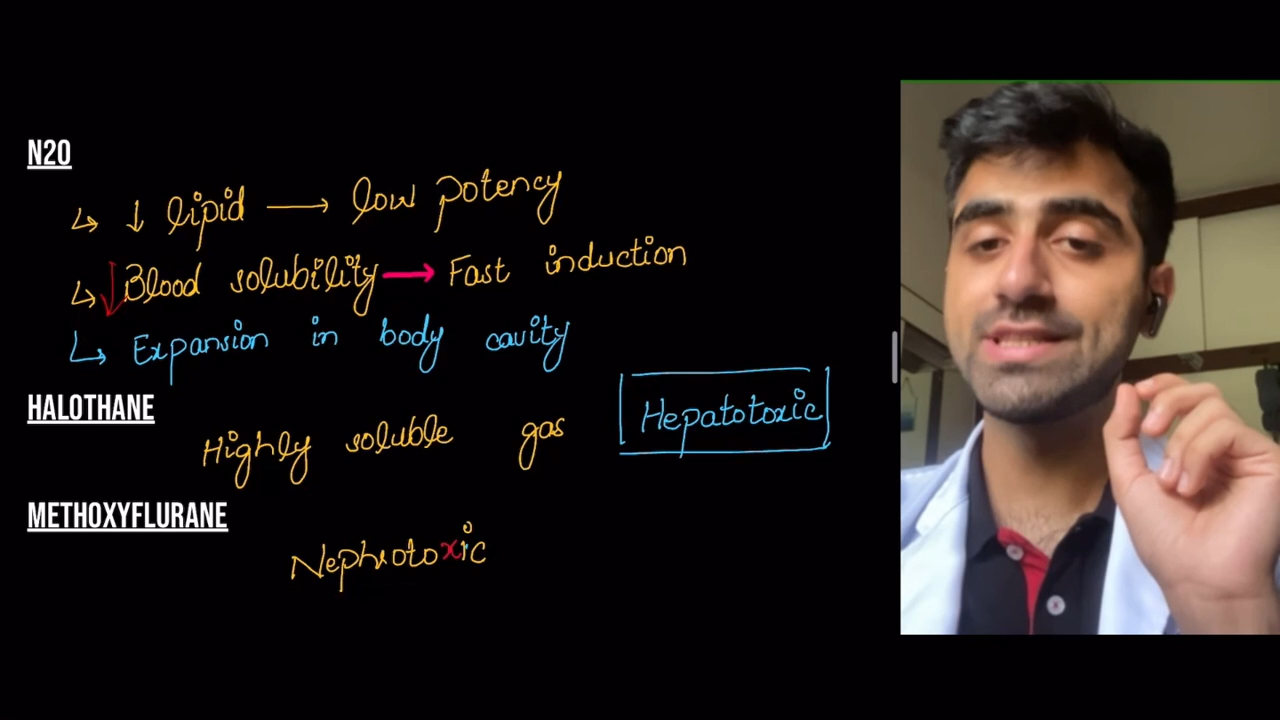 N2O
↳ ↓ lipid → low potency
↳ ↓ Blood solubility → Fast induction
↳ Expansion in body cavity
HALOTHANE
Highly soluble gas
Hepatotoxic
METHOXYFLURANE
Nephrotoxic